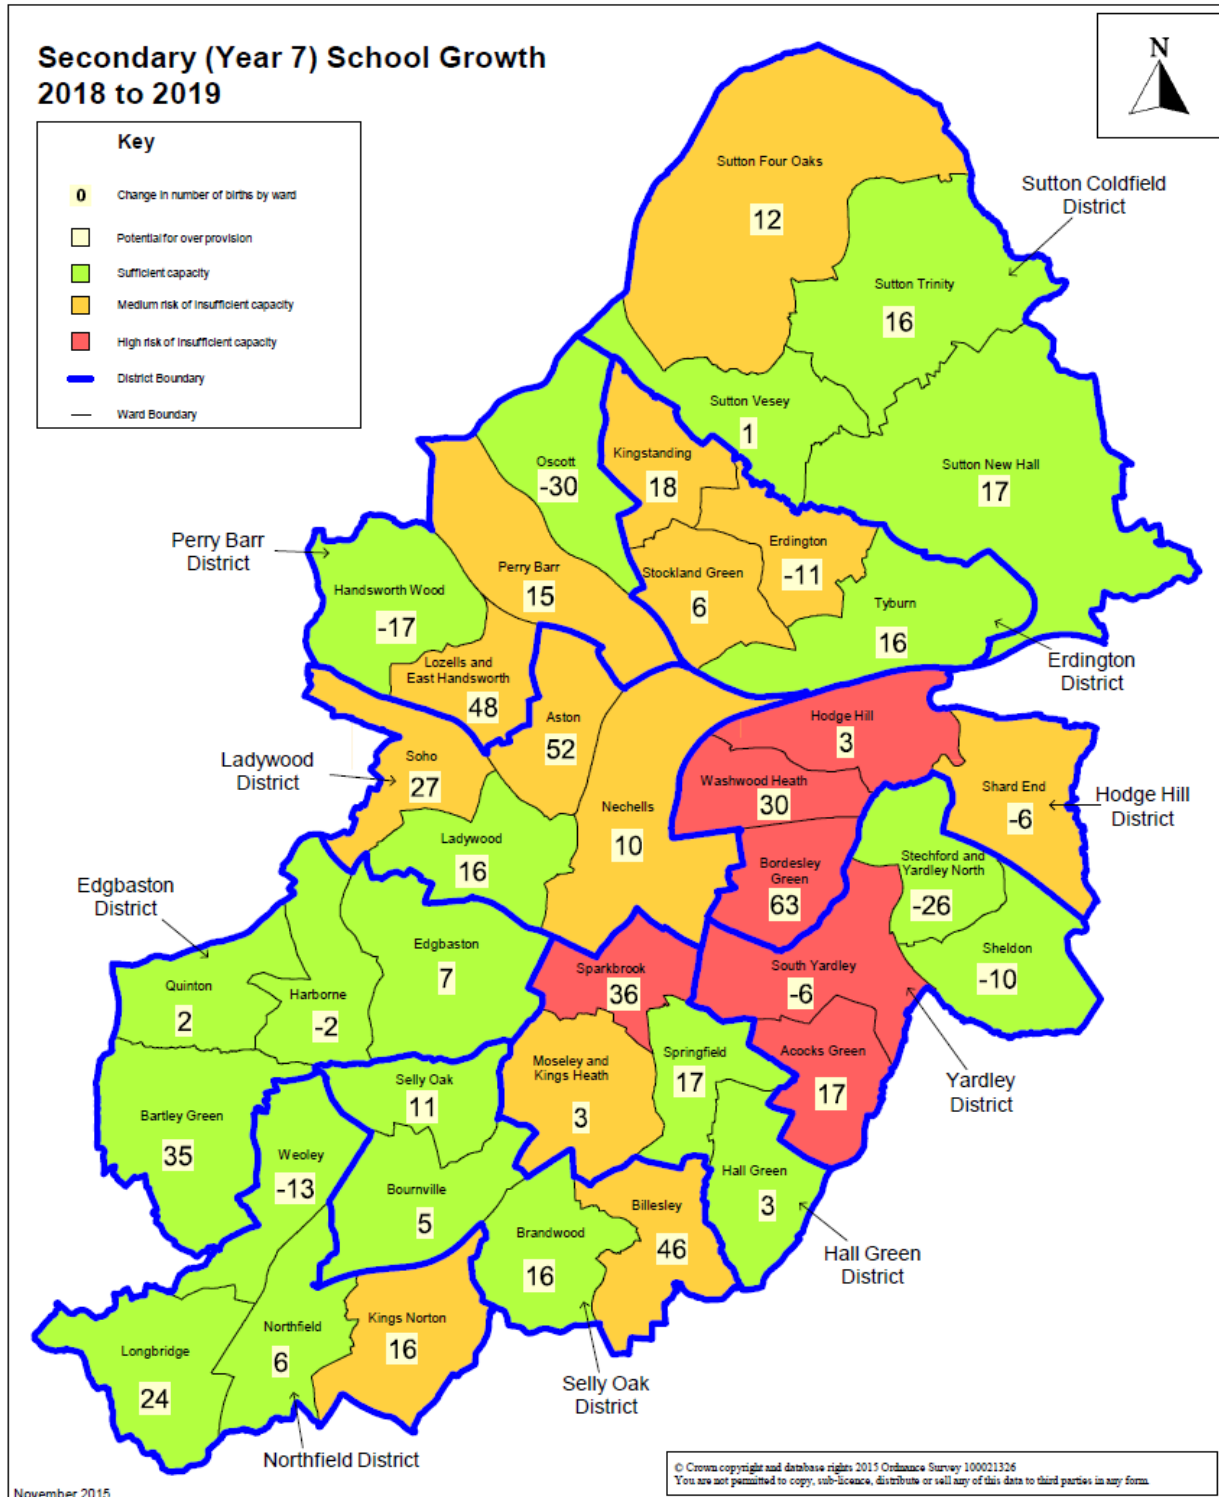 Secondary (Year 7) School Growth
2018 to 2019
N
Key
0 Change in number of births by ward
Potential for over provision
Sufficient capacity
Medium risk of insufficient capacity
High risk of insufficient capacity
District Boundary
Ward Boundary
Sutton Four Oaks
12
Sutton Coldfield
District
Sutton Trinity
16
Sutton Vesey
1
Kingstanding
18
Oscott
-30
Sutton New Hall
17
Perry Barr
District
Erdington
-11
Perry Barr
15
Stockland Green
6
Handsworth Wood
-17
Tyburn
16
Erdington
District
Lozells and
East Handsworth
48
Aston
52
Hodge Hill
3
Ladywood
District
Soho
27
Washwood Heath
30
Shard End
-6
Hodge Hill
District
Nechells
10
Ladywood
16
Bordesley
Green
63
Stechford and
Yardley North
-26
Edgbaston
District
Edgbaston
7
Sheldon
-10
Sparkbrook
36
South Yardley
-6
Quinton
2
Harborne
-2
Moseley and
Kings Heath
3
Springfield
17
Acocks Green
17
Yardley
District
Selly Oak
11
Bartley Green
35
Weoley
-13
Bournville
5
Hall Green
3
Billesley
46
Brandwood
16
Hall Green
District
Longbridge
24
Northfield
6
Kings Norton
16
Selly Oak
District
Northfield District
© Crown copyright and database rights 2015 Ordnance Survey 100021326
You are not permitted to copy, sub-licence, distribute or sell any of this data to third parties in any form.
November 2015